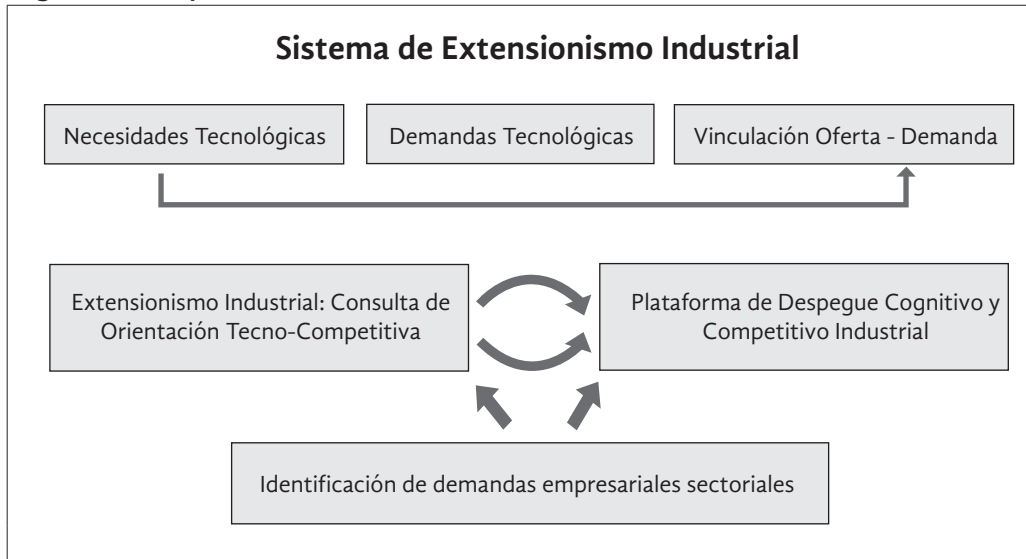 Sistema de Extensionismo Industrial
Necesidades Tecnológicas
Demandas Tecnológicas
Vinculación Oferta - Demanda
Extensionismo Industrial: Consulta de
Orientación Tecno-Competitiva
Plataforma de Despegue Cognitivo y
Competitivo Industrial
Identificación de demandas empresariales sectoriales